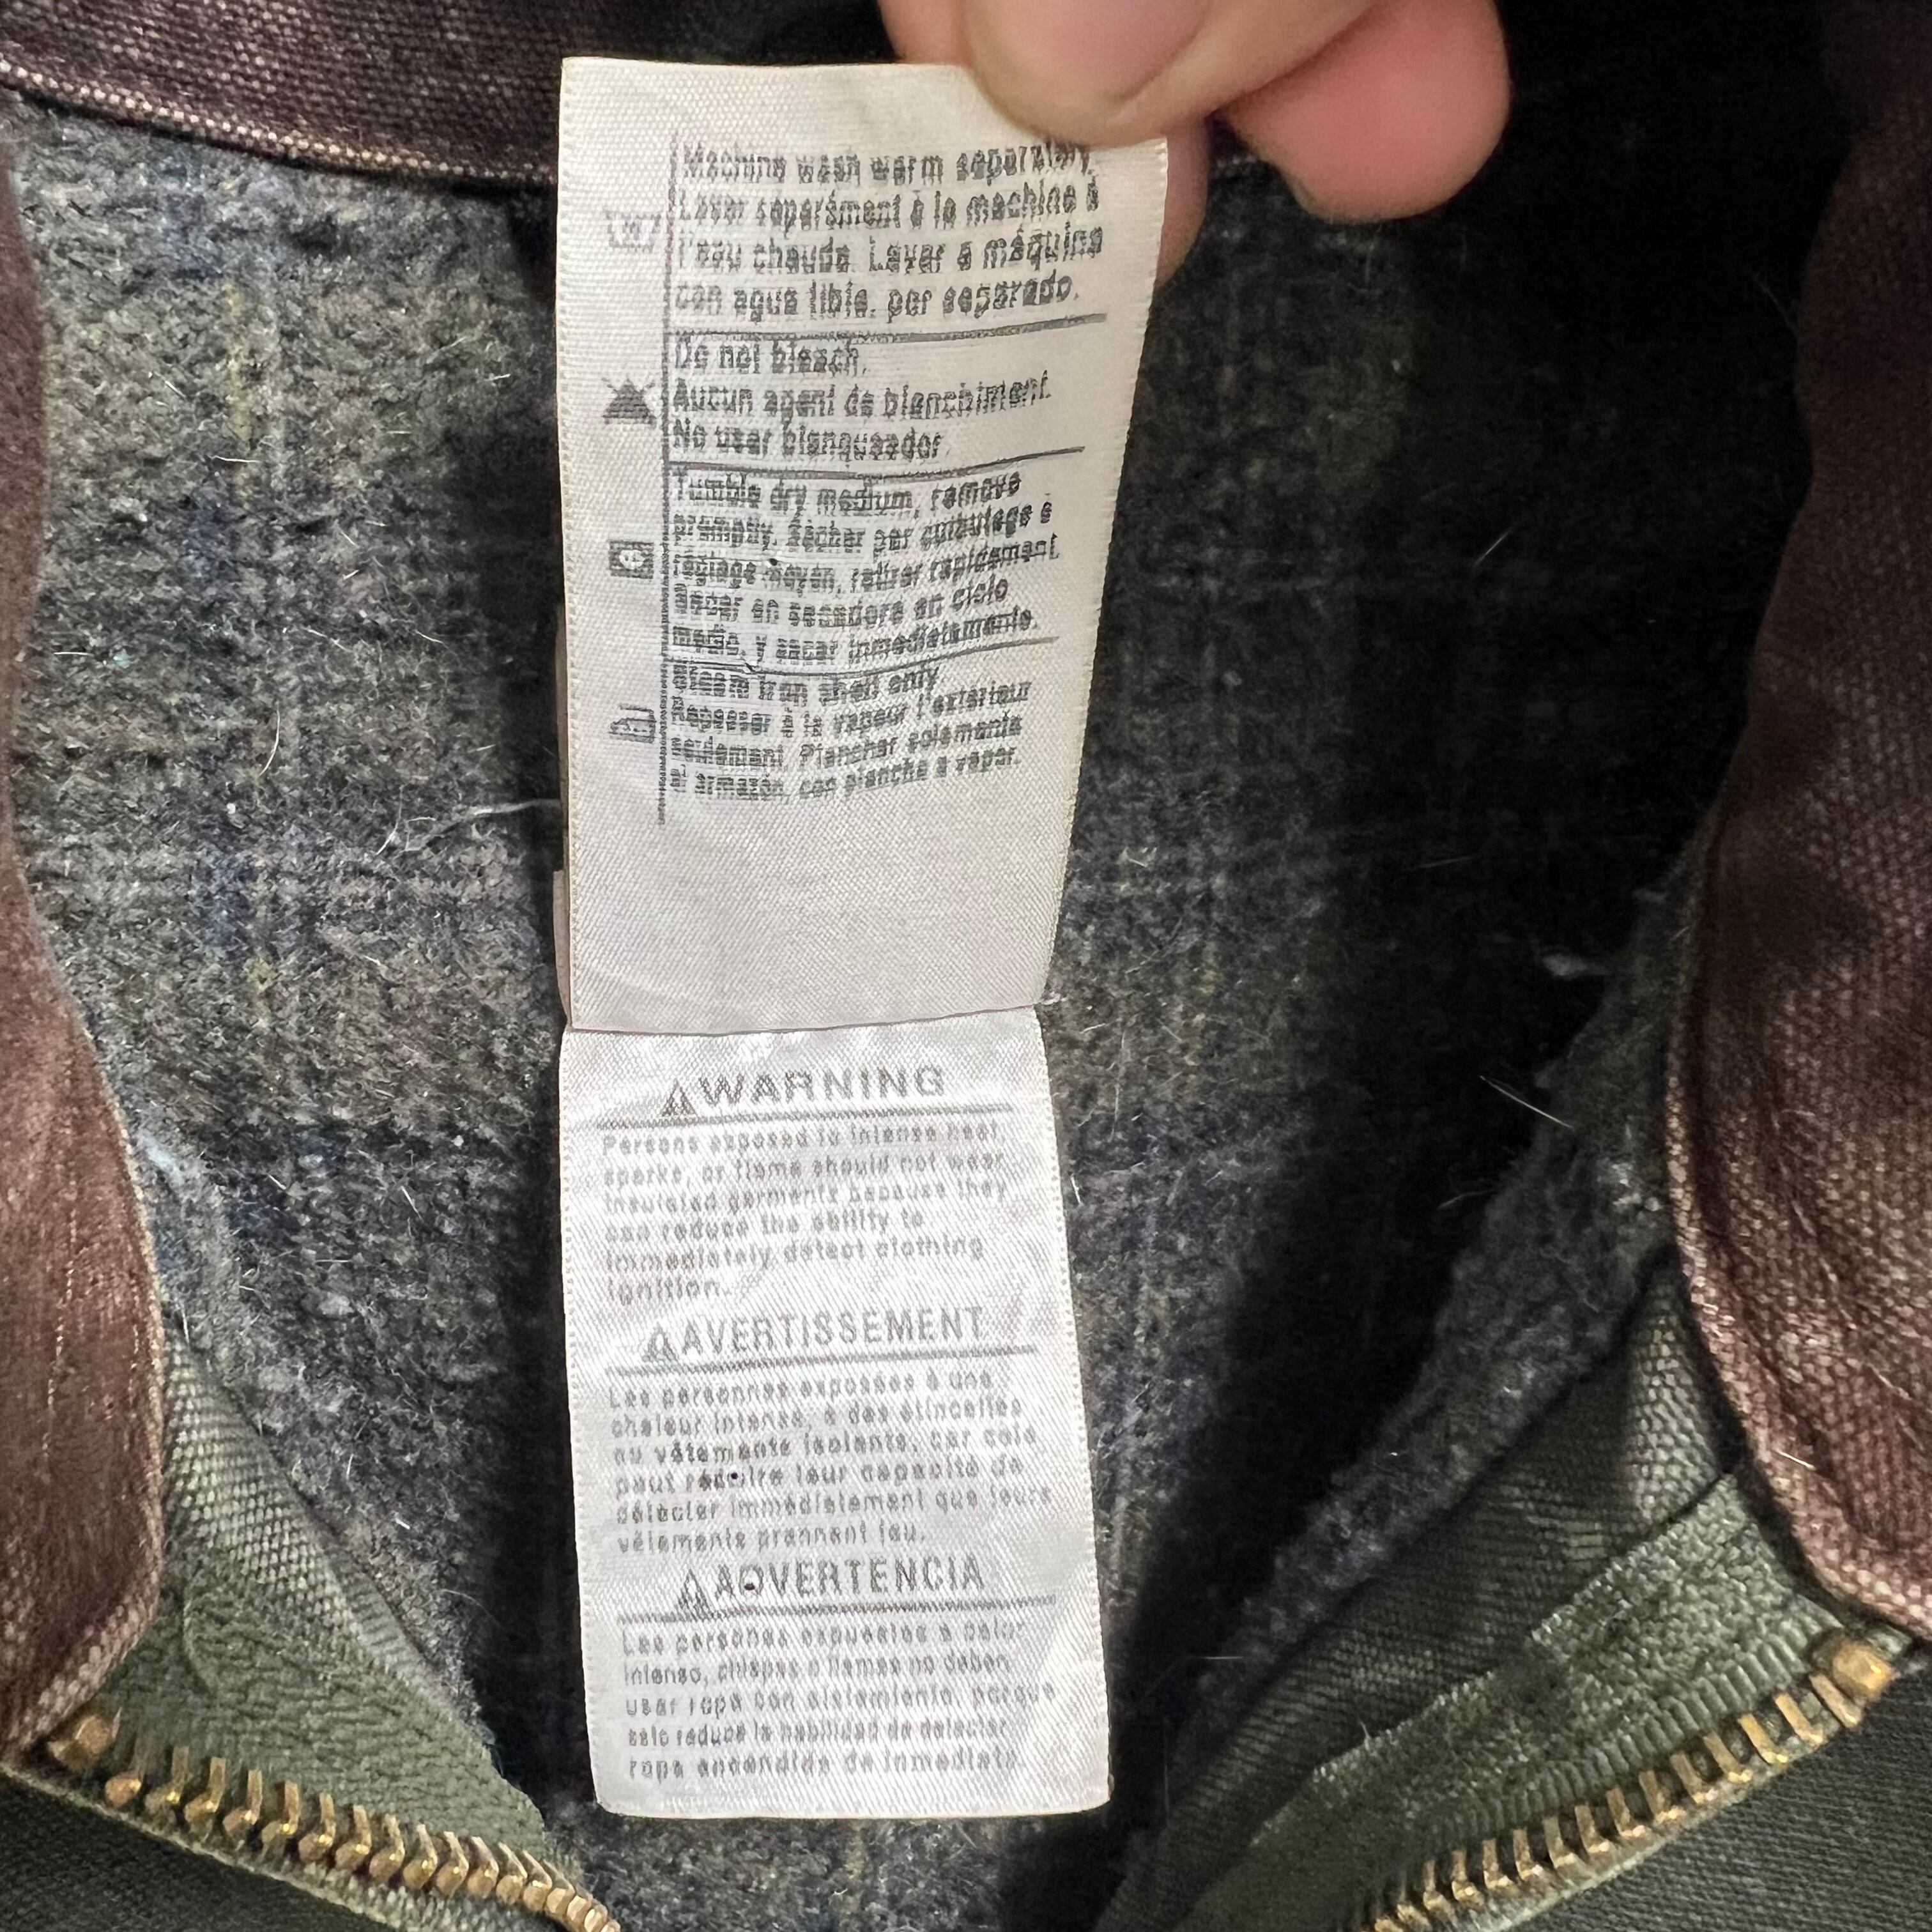 Machine wash warm separately.
Laver séparément à la machine à
l'eau chaude. Lavar a máquina
con agua tibia, por separado.
Do not bleach.
Aucun agent de blanchiment.
No usar blanqueador.
Tumble dry medium, remove
promptly. Sécher par culbutage à
réglage moyen, retirer rapidement.
Secar en secadora en ciclo
medio, y sacar inmediatamente.
Steam iron shell only.
Repasser à la vapeur l'extérieur
seulement. Planchar solamente
el armazón, con plancha a vapor.
⚠WARNING
Persons exposed to intense heat,
sparks, or flame should not wear
insulated garments because they
can reduce the ability to
immediately detect clothing
ignition.
⚠AVERTISSEMENT
Les personnes exposées à une
chaleur intense, à des étincelles
ou vêtements isolants, car cela
peut réduire leur capacité de
détecter immédiatement que leurs
vêtements prennent feu.
⚠ADVERTENCIA
Las personas expuestas a calor
intenso, chispas o llamas no deben
usar ropa con aislamiento, porque
esto reduce la habilidad de detectar
ropa encendida de inmediato.